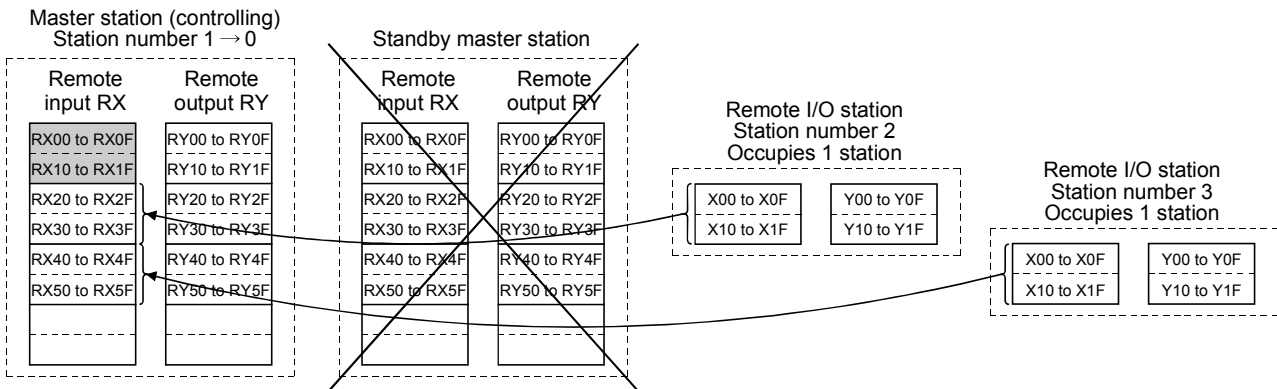 Master station (controlling)
Station number 1 → 0
Remote input RX
Remote output RY
RX00 to RX0F
RX10 to RX1F
RX20 to RX2F
RX30 to RX3F
RX40 to RX4F
RX50 to RX5F
RY00 to RY0F
RY10 to RY1F
RY20 to RY2F
RY30 to RY3F
RY40 to RY4F
RY50 to RY5F
Standby master station
Remote input RX
Remote output RY
RX00 to RX0F
RX10 to RX1F
RX20 to RX2F
RX30 to RX3F
RX40 to RX4F
RX50 to RX5F
RY00 to RY0F
RY10 to RY1F
RY20 to RY2F
RY30 to RY3F
RY40 to RY4F
RY50 to RY5F
Remote I/O station
Station number 2
Occupies 1 station
X00 to X0F
X10 to X1F
Y00 to Y0F
Y10 to Y1F
Remote I/O station
Station number 3
Occupies 1 station
X00 to X0F
X10 to X1F
Y00 to Y0F
Y10 to Y1F